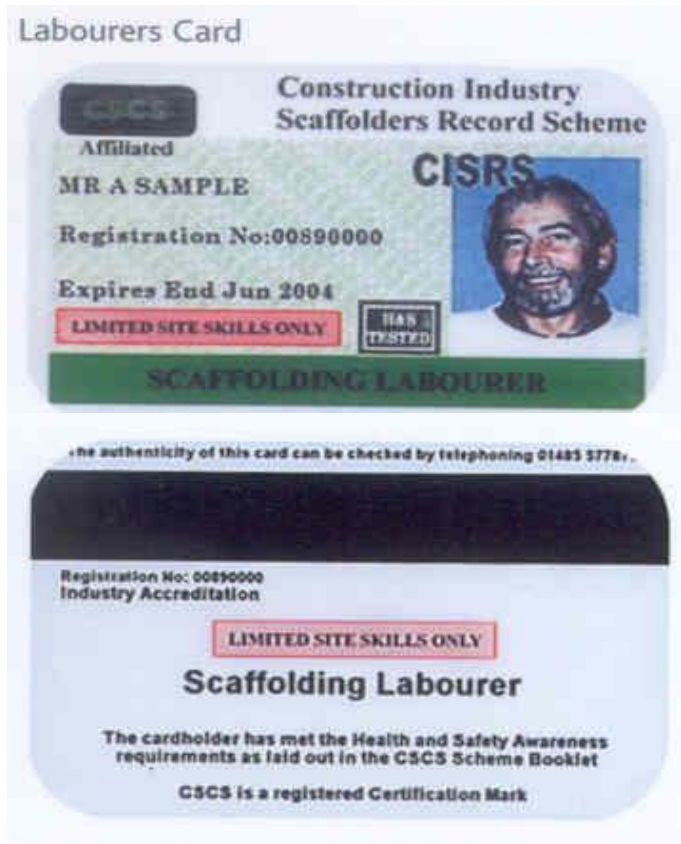 Labourers Card
Construction Industry
Scaffolders Record Scheme
CSCS
Affiliated
CISRS
MR A SAMPLE
Registration No:00890000
Expires End Jun 2004
LIMITED SITE SKILLS ONLY
H&S
TESTED
SCAFFOLDING LABOURER
authenticity of this card can be checked by telephoning 01485
Registration No: 00890000
Industry Accreditation
LIMITED SITE SKILLS ONLY
Scaffolding Labourer
The cardholder has met the Health and Safety Awareness
requirements as laid out in the CSCS Scheme Booklet
CSCS is a registered Certification Mark